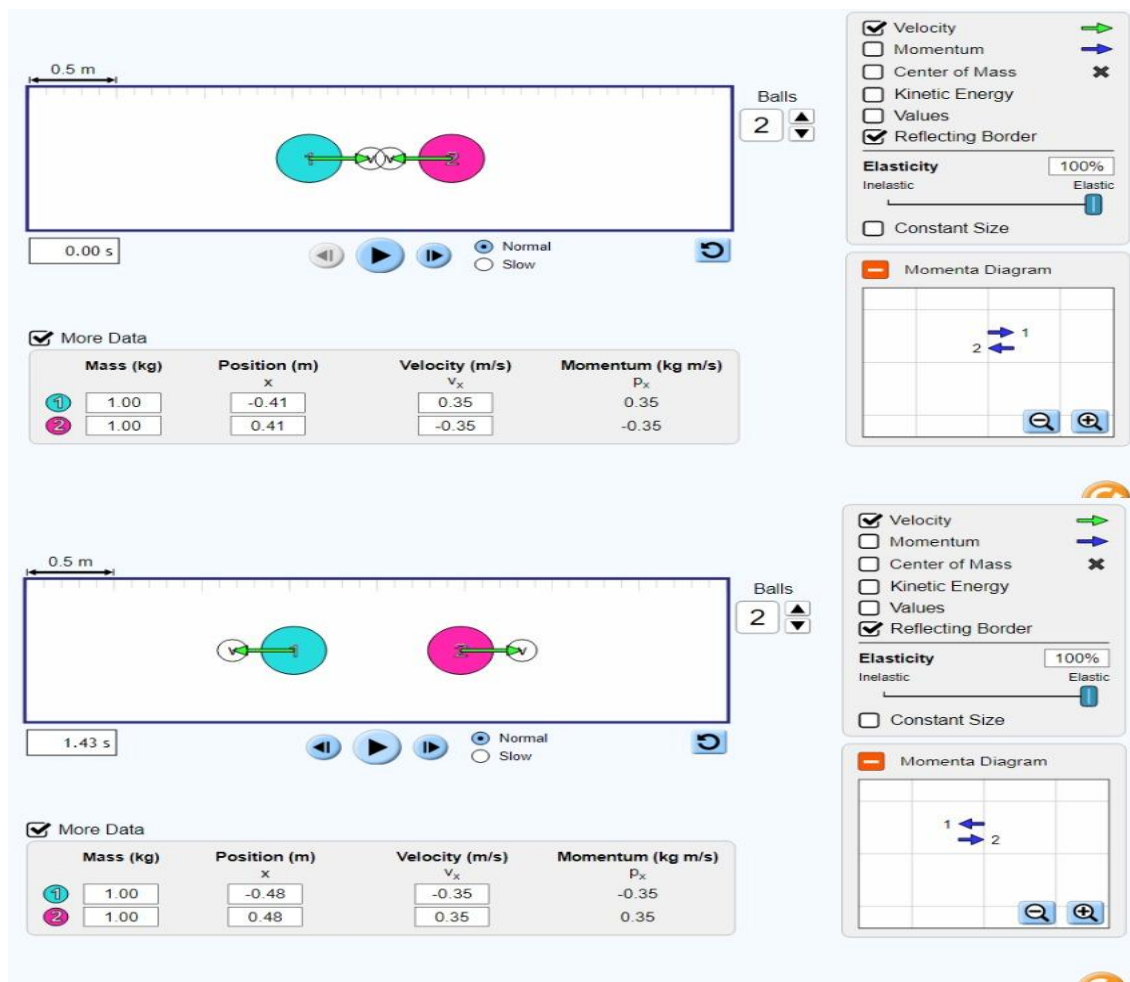 Velocity
Momentum
0.5 m
Center of Mass
Balls
Kinetic Energy
2
Values
Reflecting Border
1 v v 2
Elasticity 100%
Inelastic Elastic
Constant Size
0.00 s
Normal
Slow
Momenta Diagram
1
2
More Data
Mass (kg) Position (m) Velocity (m/s) Momentum (kg m/s)
x vx px
1 1.00 -0.41 0.35 0.35
2 1.00 0.41 -0.35 -0.35
Velocity
Momentum
0.5 m
Center of Mass
Balls
Kinetic Energy
2
Values
Reflecting Border
v 1 2 v
Elasticity 100%
Inelastic Elastic
Constant Size
1.43 s
Normal
Slow
Momenta Diagram
1
2
More Data
Mass (kg) Position (m) Velocity (m/s) Momentum (kg m/s)
x vx px
1 1.00 -0.48 -0.35 -0.35
2 1.00 0.48 0.35 0.35